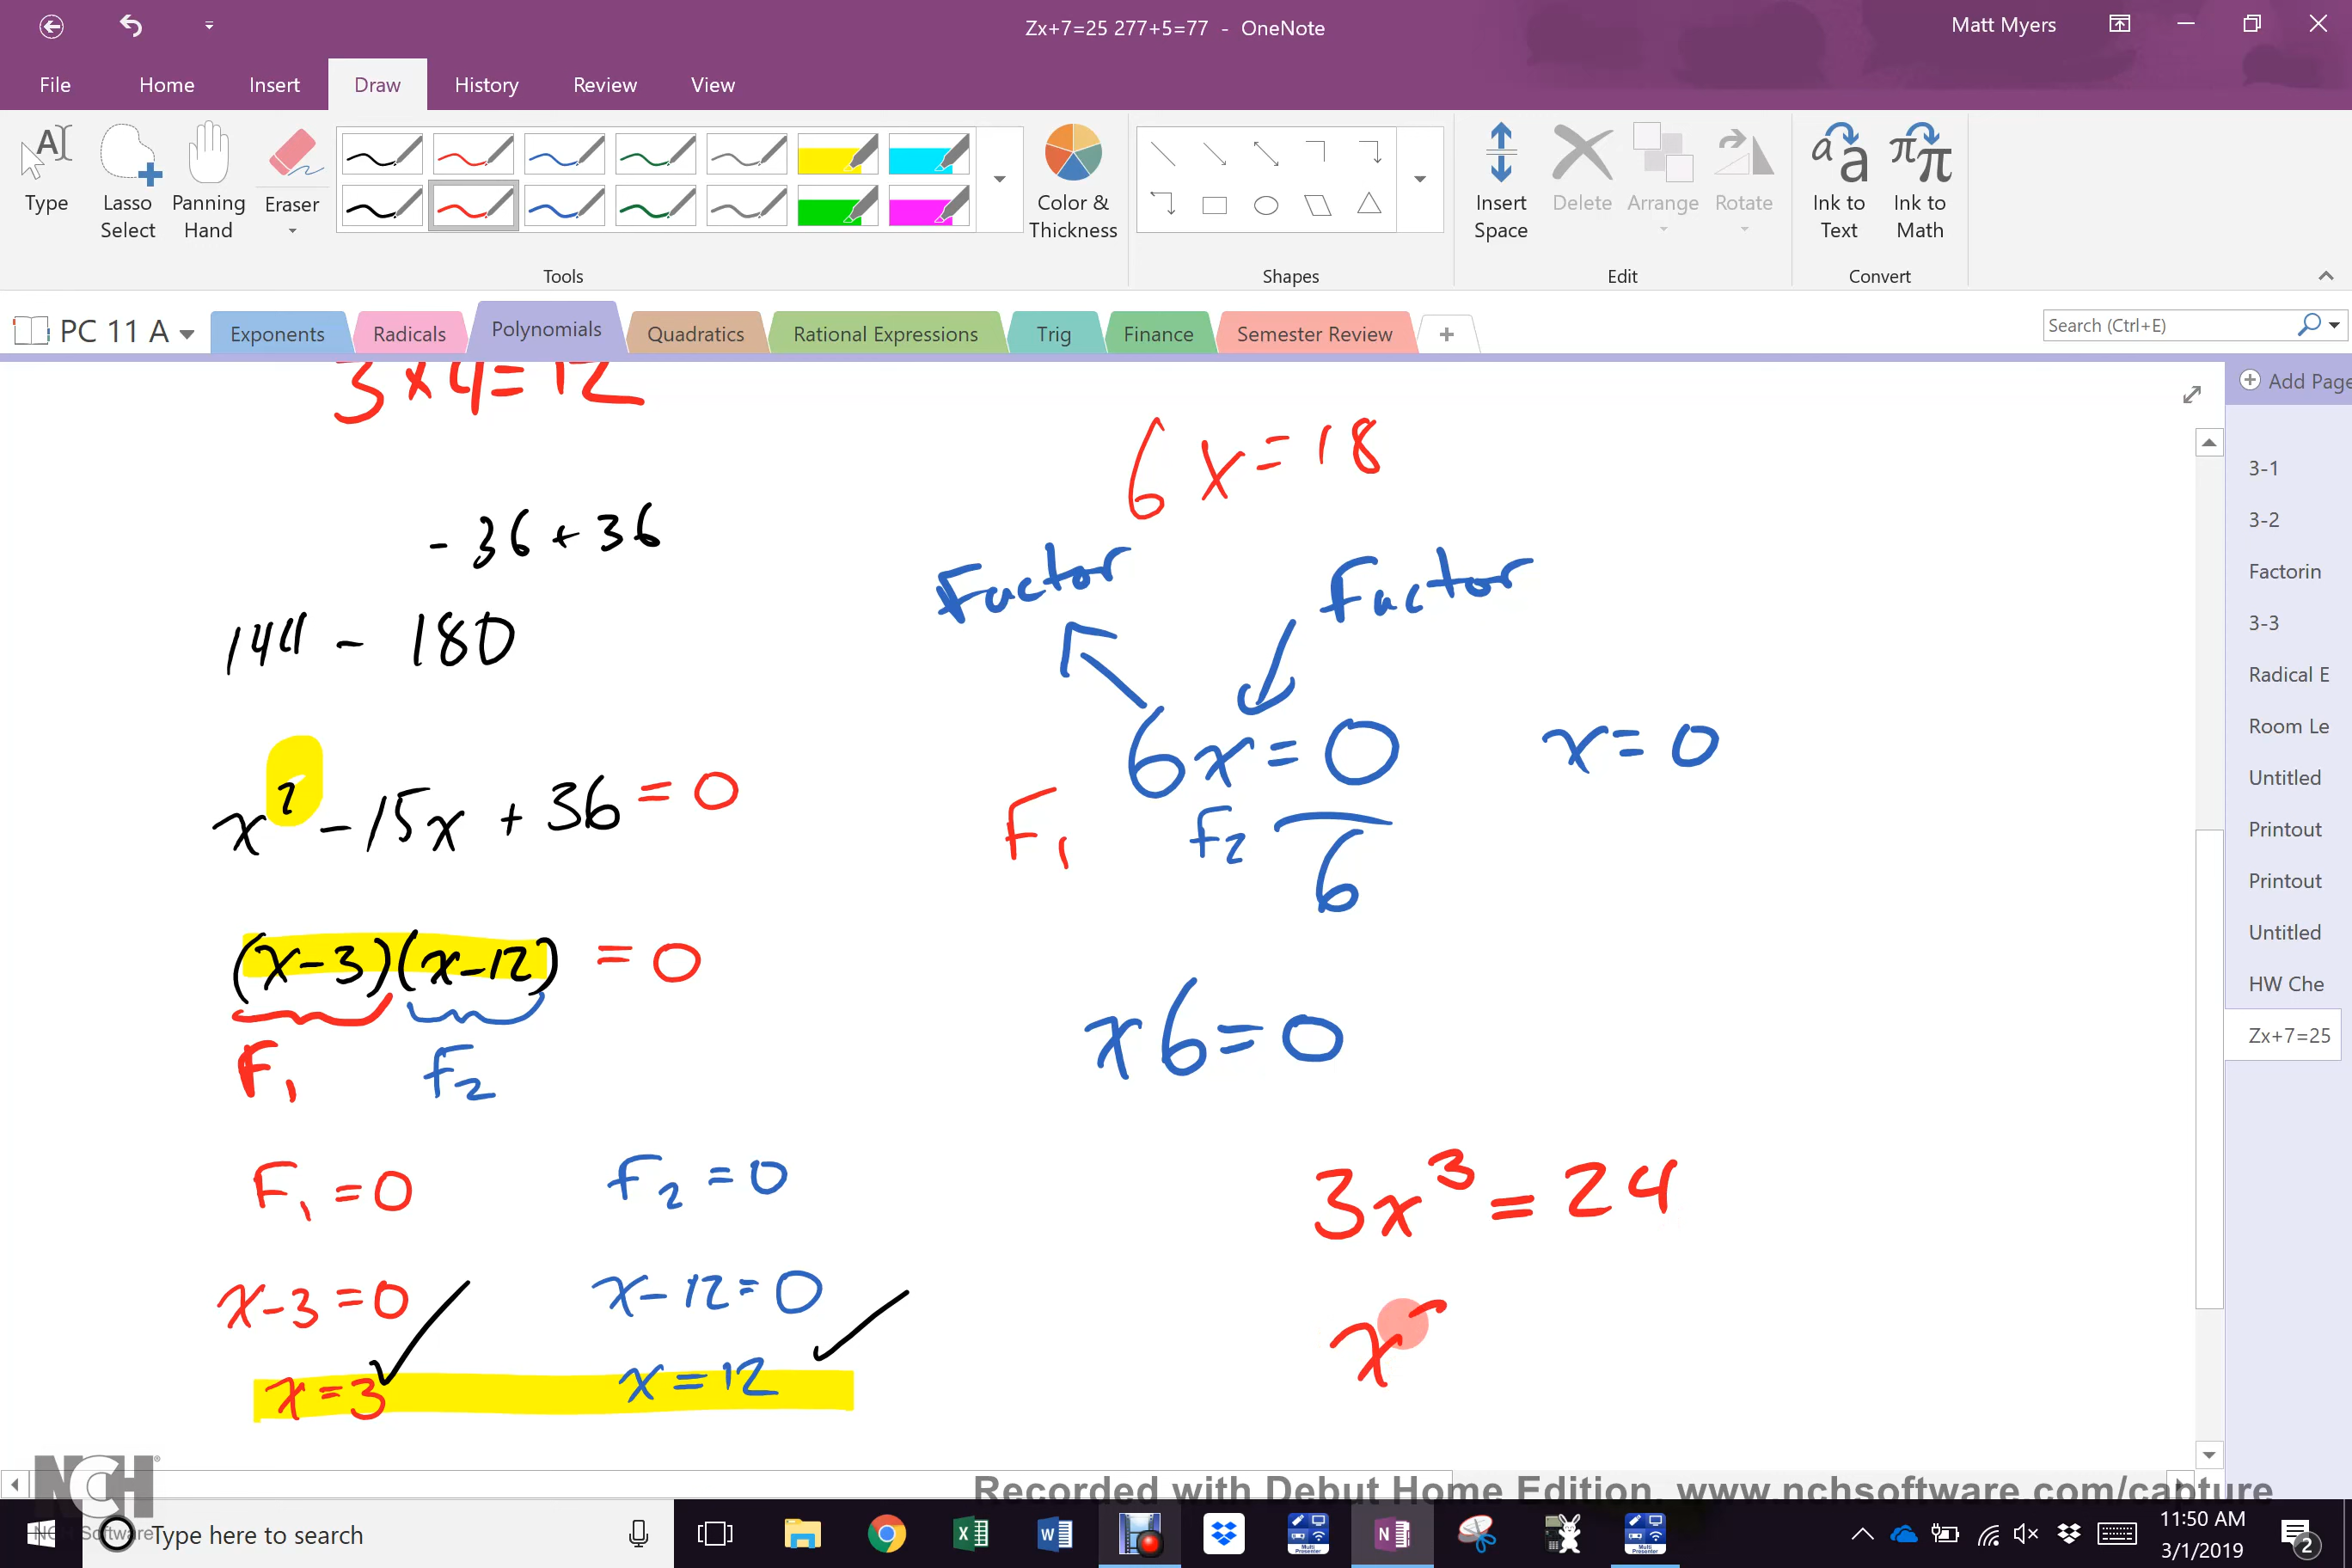 Zx+7=25 277+5=77 - OneNote
Matt Myers
File Home Insert Draw History Review View
Type
Lasso Select
Panning Hand
Eraser
Color & Thickness
Insert Space
Delete
Arrange
Rotate
Ink to Text
Ink to Math
Tools
Shapes
Edit
Convert
PC 11 A
Exponents Radicals Polynomials Quadratics Rational Expressions Trig Finance Semester Review +
Search (Ctrl+E)
Add Page
3-1
3-2
Factorin
3-3
Radical E
Room Le
Untitled
Printout
Printout
Untitled
HW Che
Zx+7=25
3×4=12
-36+36
144 - 180
x² - 15x + 36 = 0
(x-3)(x-12) = 0
F₁ F₂
F₁ = 0 F₂ = 0
x-3 = 0 x-12 = 0
x = 3 x = 12
6x = 18
Factor Factor
6x = 0 x = 0
F₁ F₂ 6
x6 = 0
3x³ = 24
x
Recorded with Debut Home Edition. www.nchsoftware.com/capture
NCH®
NCH Software
Type here to search
11:50 AM
3/1/2019
2